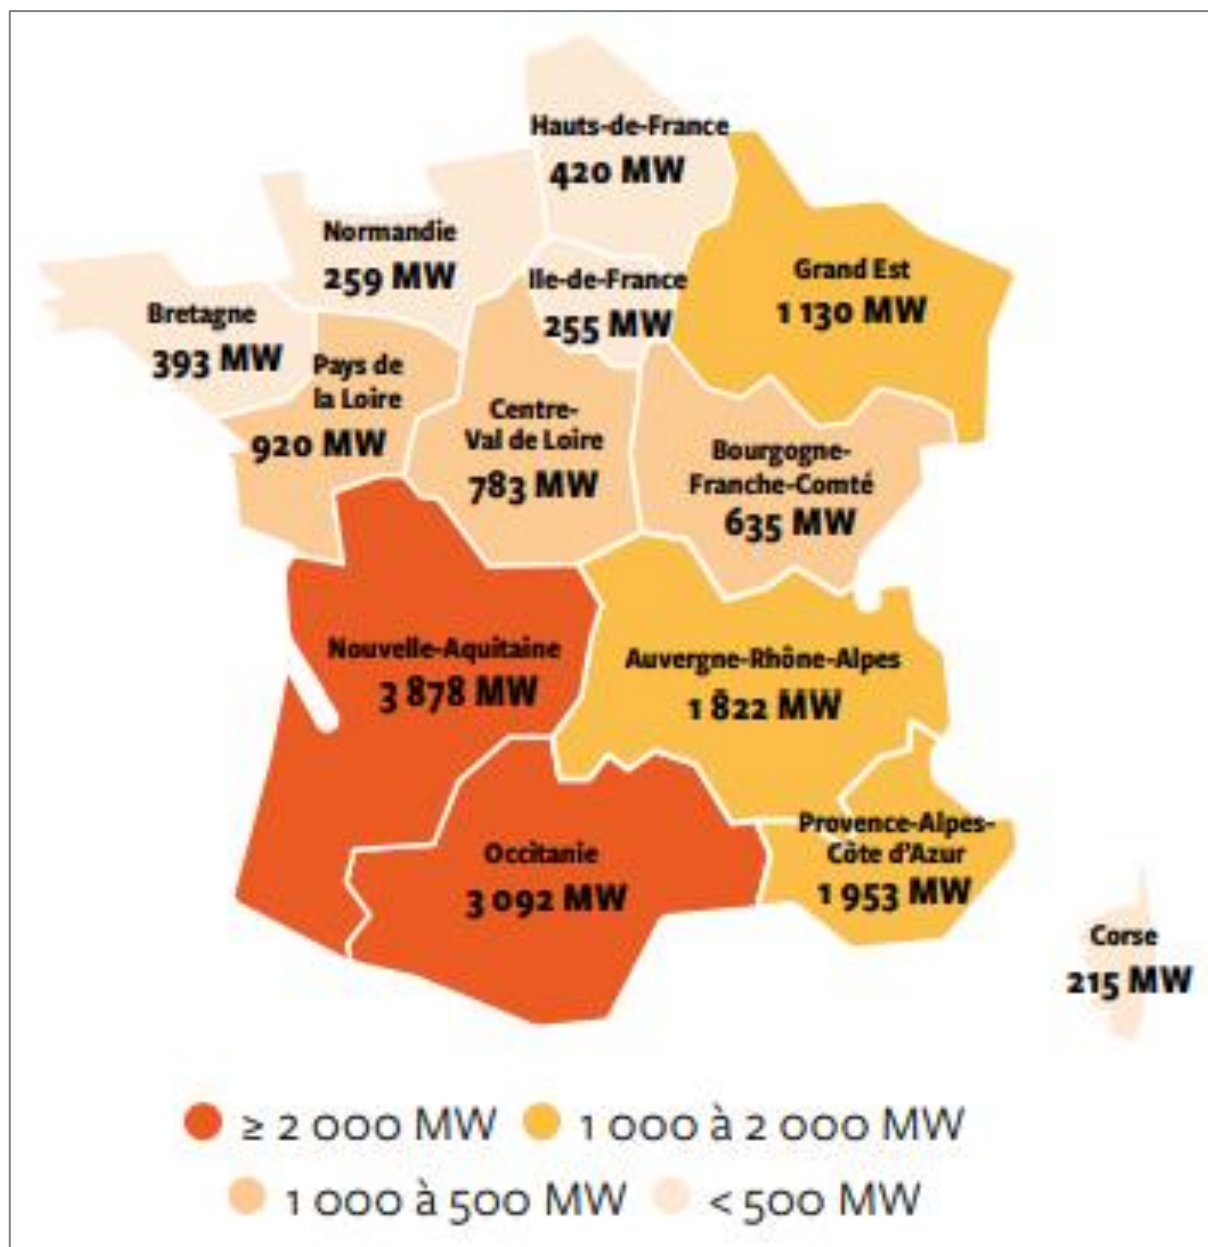 Hauts-de-France
420 MW
Normandie
259 MW
Ile-de-France
255 MW
Grand Est
1 130 MW
Bretagne
393 MW
Pays de
la Loire
920 MW
Centre-
Val de Loire
783 MW
Bourgogne-
Franche-Comté
635 MW
Nouvelle-Aquitaine
3 878 MW
Auvergne-Rhône-Alpes
1 822 MW
Occitanie
3 092 MW
Provence-Alpes-
Côte d'Azur
1 953 MW
Corse
215 MW
≥ 2 000 MW
1 000 à 2 000 MW
1 000 à 500 MW
< 500 MW